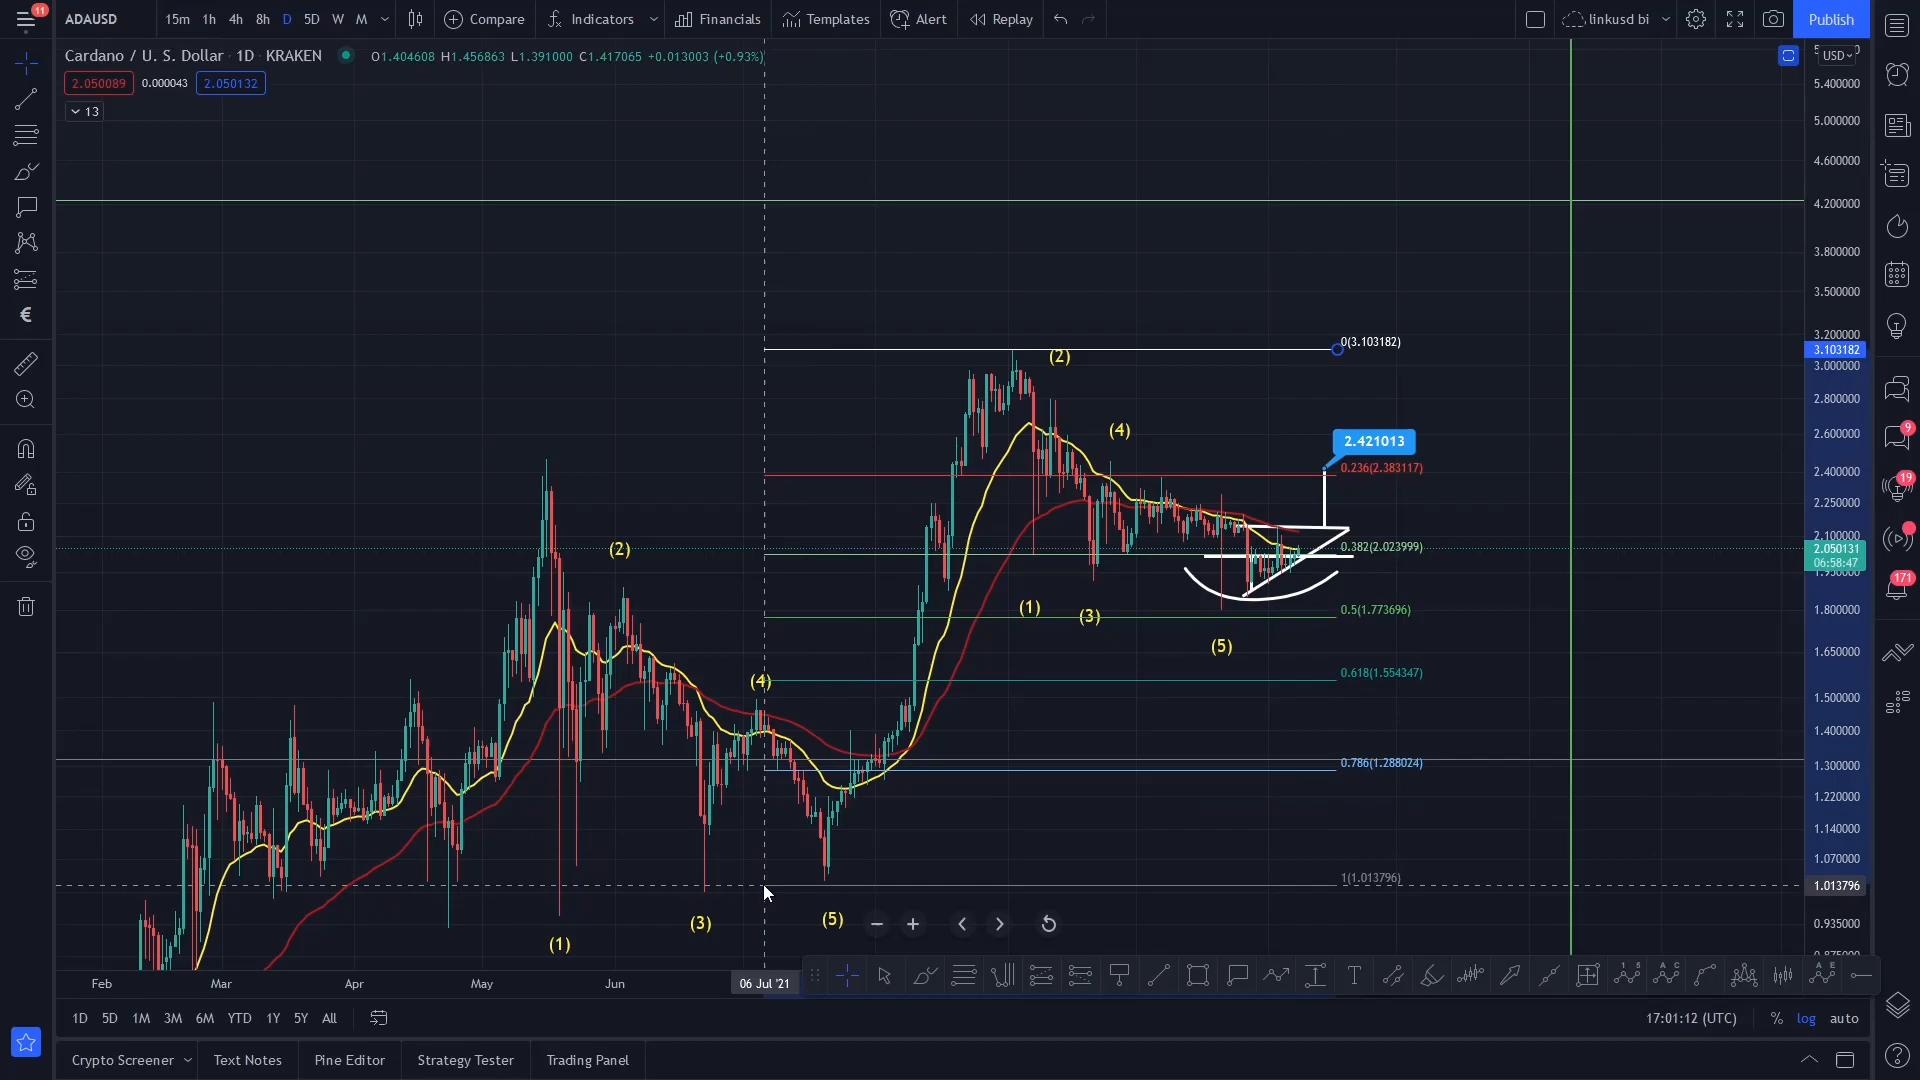 11
ADAUSD
15m 1h 4h 8h D 5D W M
Compare
Indicators
Financials
Templates
Alert
Replay
linkusd bi
Publish
Cardano / U. S. Dollar · 1D · KRAKEN
O1.404608 H1.456863 L1.391000 C1.417065 +0.013003 (+0.93%)
USD
2.050089 0.000043 2.050132
13
5.400000
5.000000
4.600000
4.200000
3.800000
3.500000
3.200000
3.103182
3.000000
2.800000
2.600000
2.400000
2.250000
2.100000
2.050131
06:58:47
1.950000
1.800000
1.650000
1.500000
1.400000
1.300000
1.220000
1.140000
1.070000
1.013796
0.935000
0(3.103182)
(2)
(4)
2.421013
0.236(2.383117)
(2)
0.382(2.023999)
(1)
(3)
0.5(1.773696)
(5)
0.618(1.554347)
(4)
0.786(1.288024)
1(1.013796)
(3)
(5)
(1)
9
19
171
€
Feb Mar Apr May Jun 06 Jul '21
1D 5D 1M 3M 6M YTD 1Y 5Y All
17:01:12 (UTC) % log auto
Crypto Screener Text Notes Pine Editor Strategy Tester Trading Panel